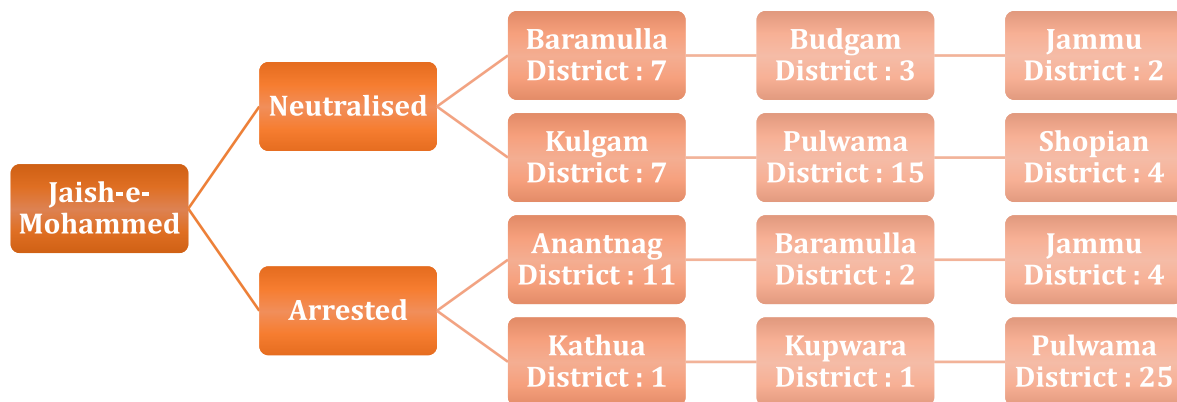 Jaish-e-
Mohammed
Neutralised
Baramulla
District : 7
Budgam
District : 3
Jammu
District : 2
Kulgam
District : 7
Pulwama
District : 15
Shopian
District : 4
Arrested
Anantnag
District : 11
Baramulla
District : 2
Jammu
District : 4
Kathua
District : 1
Kupwara
District : 1
Pulwama
District : 25